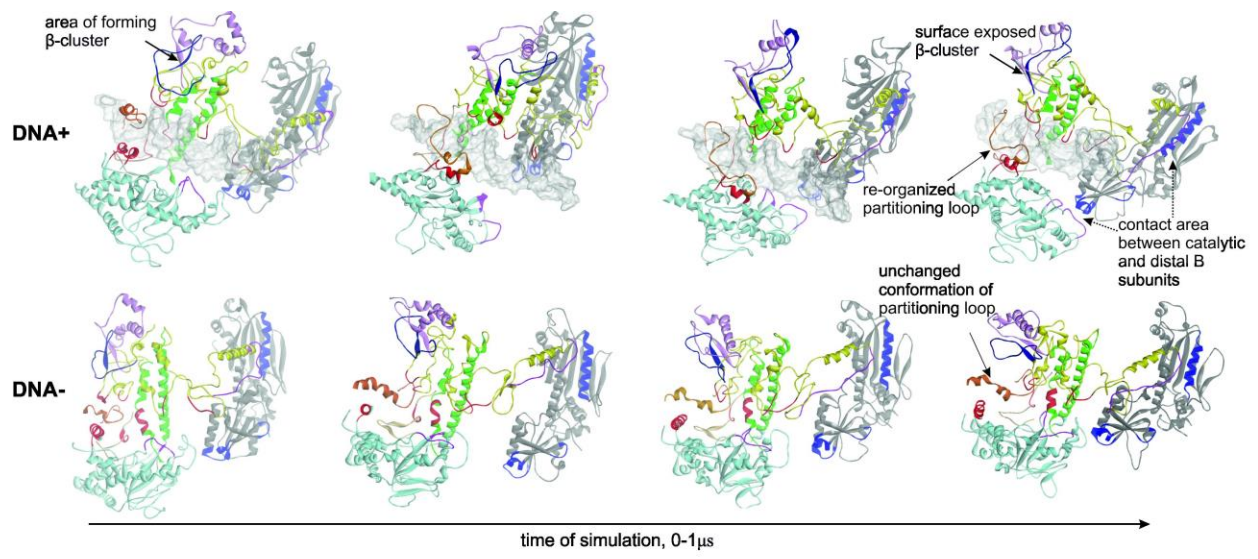 area of forming
β-cluster
surface exposed
β-cluster
DNA+
re-organized
partitioning loop
contact area
between catalytic
and distal B
subunits
unchanged
conformation of
partitioning loop
DNA-
time of simulation, 0-1μs